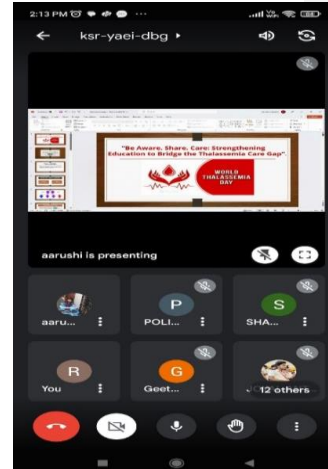 2:13 PM
ksr-yaei-dbg
"Be Aware. Share. Care: Strengthening
Education to Bridge the Thalassemia Care Gap".
WORLD
THALASSEMIA
DAY
aarushi is presenting
aaru...
P
POLI...
S
SHA...
R
You
G
Geet...
12 others